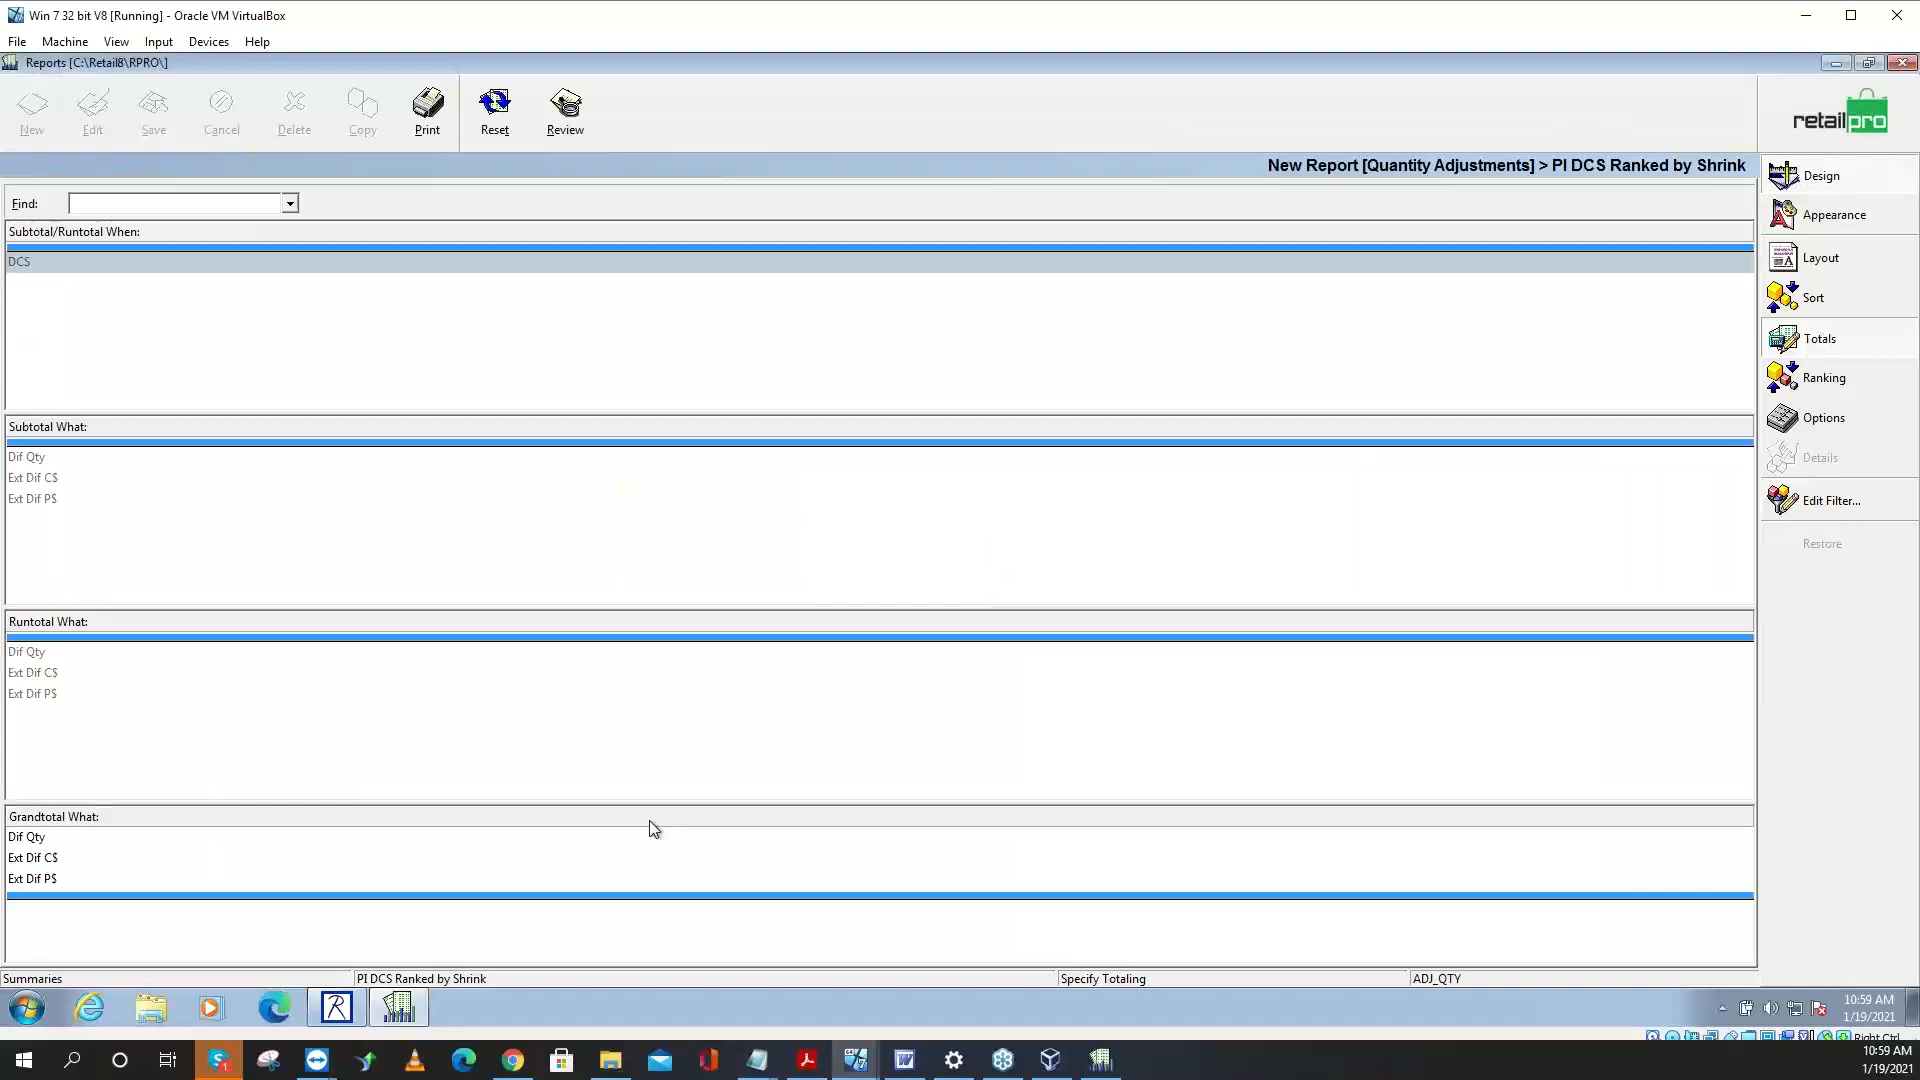 Win 7 32 bit V8 [Running] - Oracle VM VirtualBox
File Machine View Input Devices Help
Reports [C:\Retail8\RPRO\]
New Edit Save Cancel Delete Copy Print Reset Review
retailpro
New Report [Quantity Adjustments] > PI DCS Ranked by Shrink
Find:
Subtotal/Runtotal When:
DCS
Subtotal What:
Dif Qty
Ext Dif C$
Ext Dif P$
Runtotal What:
Dif Qty
Ext Dif C$
Ext Dif P$
Grandtotal What:
Dif Qty
Ext Dif C$
Ext Dif P$
Design
Appearance
Layout
Sort
Totals
Ranking
Options
Details
Edit Filter...
Restore
Summaries PI DCS Ranked by Shrink Specify Totaling ADJ_QTY
10:59 AM
1/19/2021
Right Ctrl
10:59 AM
1/19/2021